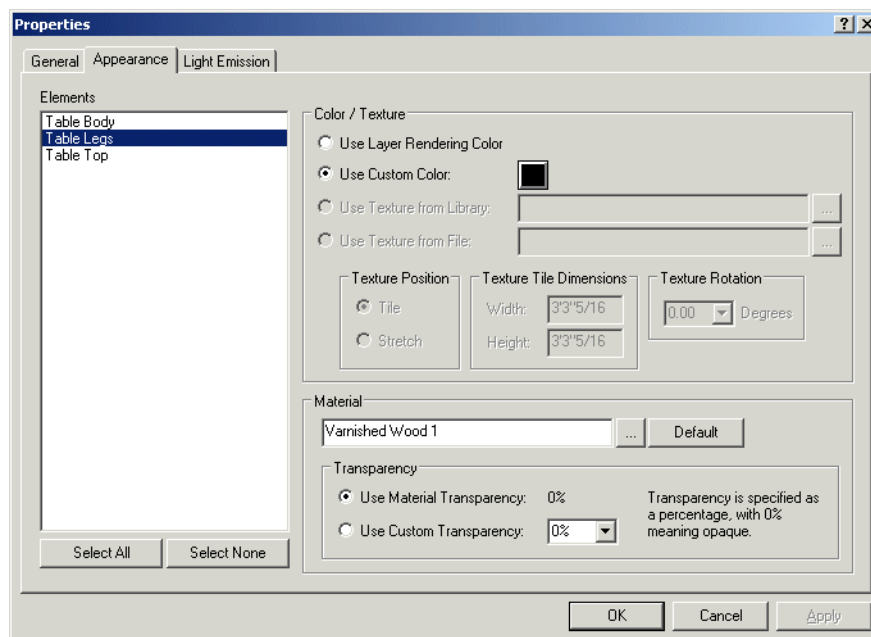 Properties
General Appearance Light Emission
Elements
Table Body
Table Legs
Table Top
Select All Select None
Color / Texture
Use Layer Rendering Color
Use Custom Color:
Use Texture from Library: ...
Use Texture from File: ...
Texture Position
Tile
Stretch
Texture Tile Dimensions
Width: 3'3"5/16
Height: 3'3"5/16
Texture Rotation
0.00 Degrees
Material
Varnished Wood 1 ... Default
Transparency
Use Material Transparency: 0%
Use Custom Transparency: 0%
Transparency is specified as
a percentage, with 0%
meaning opaque.
OK Cancel Apply